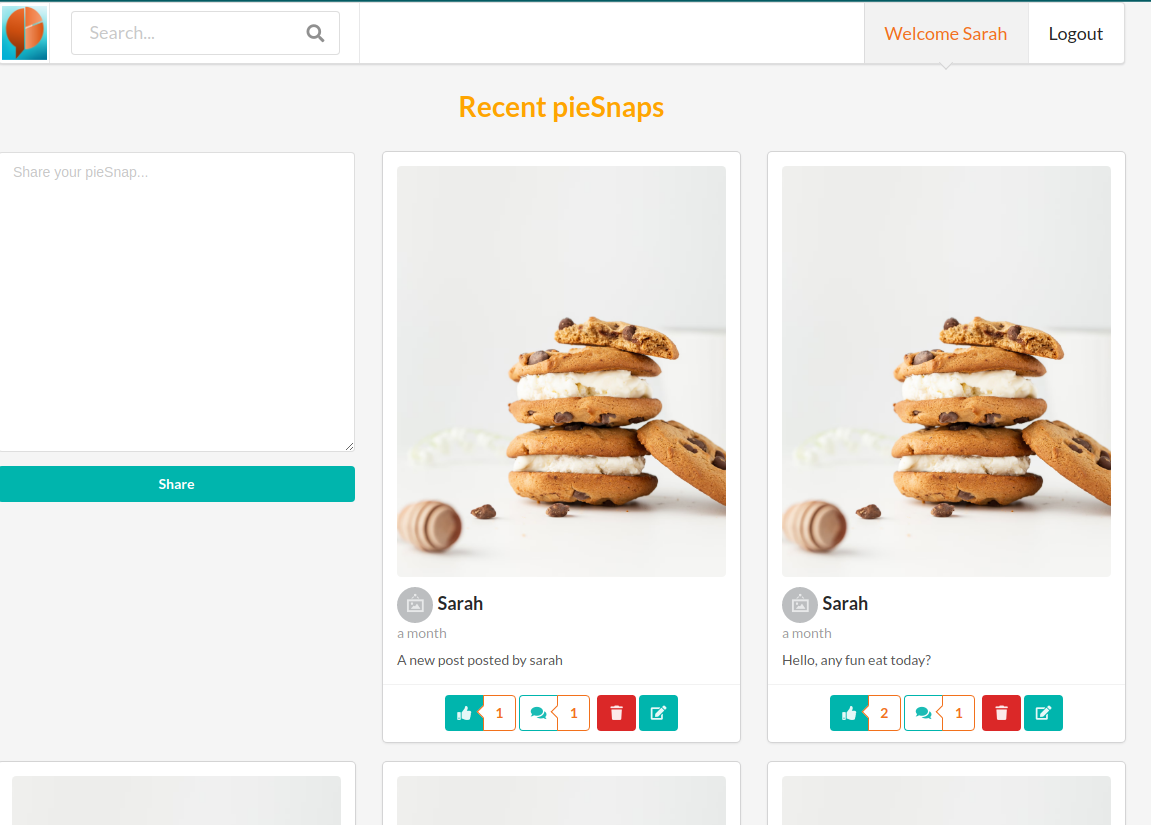 Search...
Welcome Sarah
Logout
Recent pieSnaps
Share your pieSnap...
Share
Sarah
a month
A new post posted by sarah
1
1
Sarah
a month
Hello, any fun eat today?
2
1